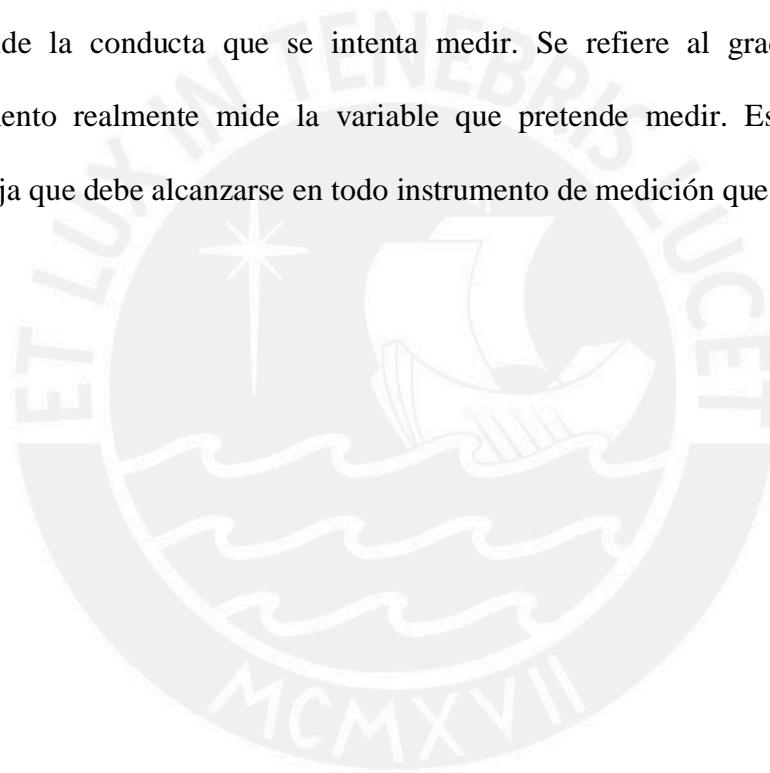 ide la conducta que se intenta medir. Se refiere al gra
ento realmente mide la variable que pretende medir. Es
ja que debe alcanzarse en todo instrumento de medición que
ET LUX IN TENEBRIS LUCET
MCMXVII